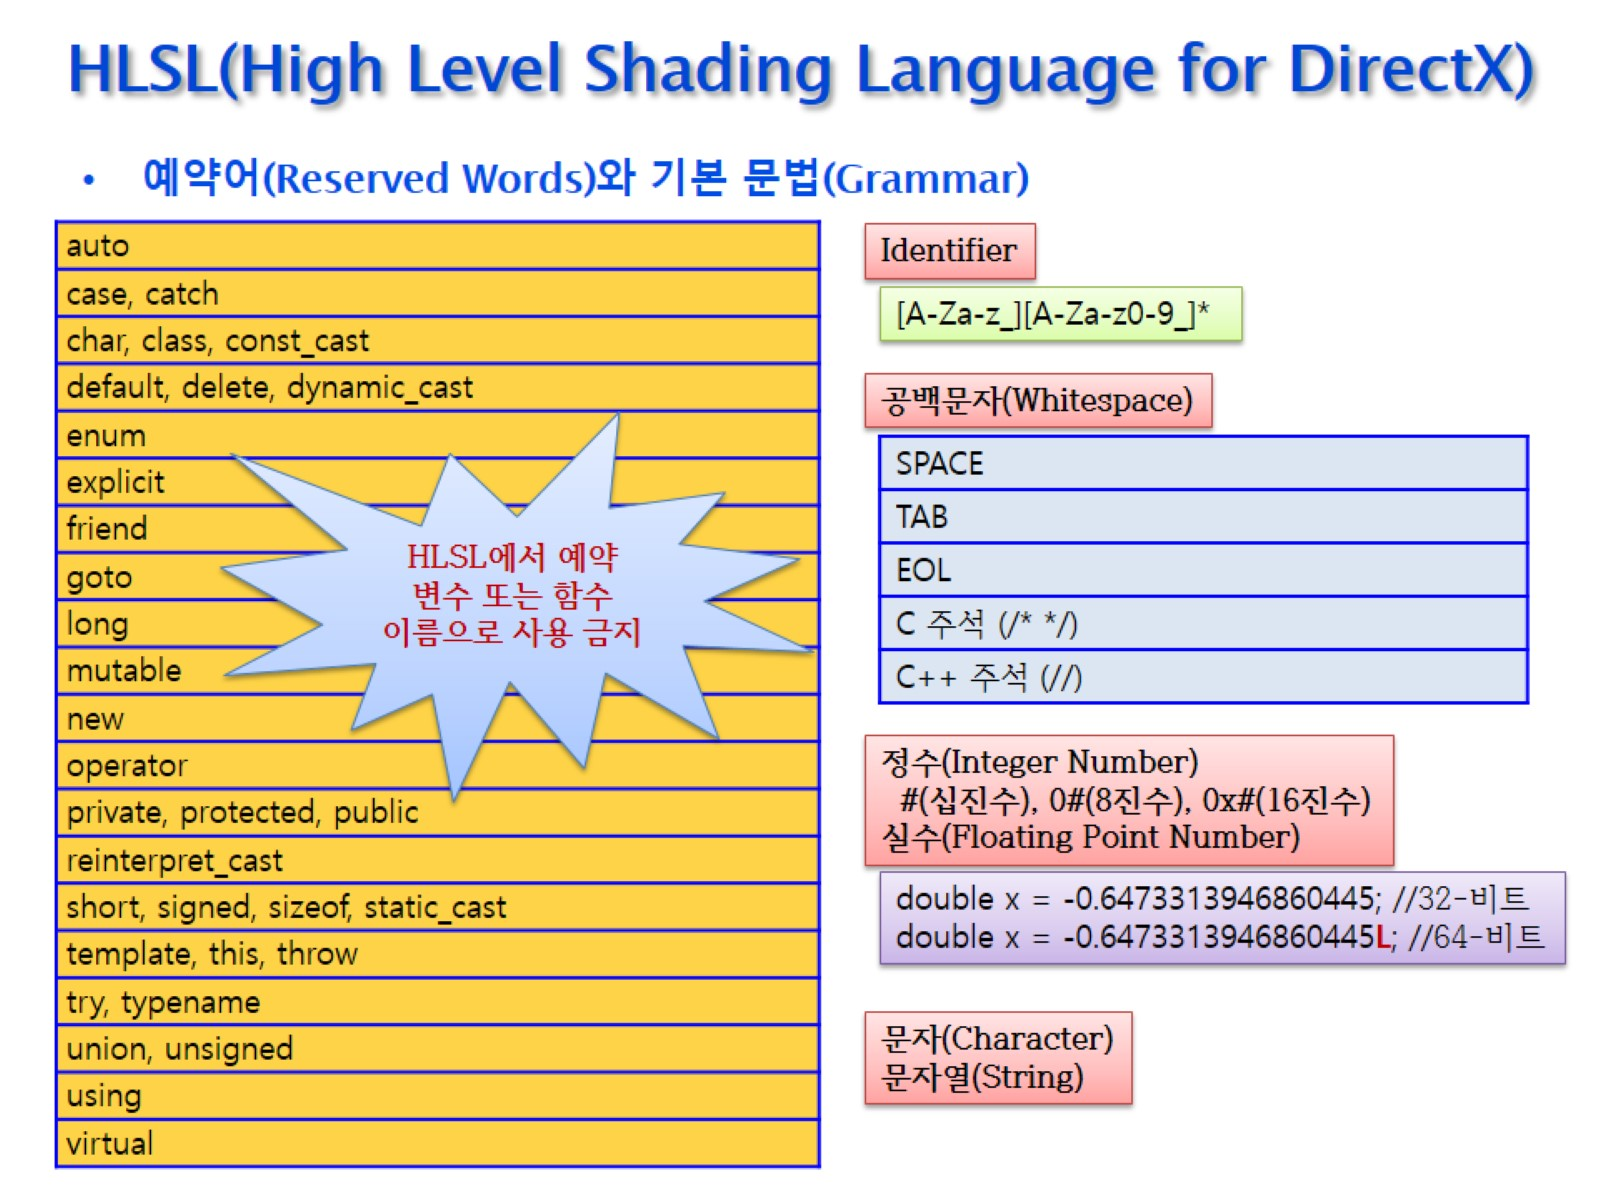 HLSL(High Level Shading Language for DirectX)
• 예약어(Reserved Words)와 기본 문법(Grammar)
auto
case, catch
char, class, const_cast
default, delete, dynamic_cast
enum
explicit
friend
goto
long
mutable
new
operator
private, protected, public
reinterpret_cast
short, signed, sizeof, static_cast
template, this, throw
try, typename
union, unsigned
using
virtual
HLSL에서 예약
변수 또는 함수
이름으로 사용 금지
Identifier
[A-Za-z_][A-Za-z0-9_]*
공백문자(Whitespace)
SPACE
TAB
EOL
C 주석 (/* */)
C++ 주석 (//)
정수(Integer Number)
#(십진수), 0#(8진수), 0x#(16진수)
실수(Floating Point Number)
double x = -0.6473313946860445; //32-비트
double x = -0.6473313946860445L; //64-비트
문자(Character)
문자열(String)